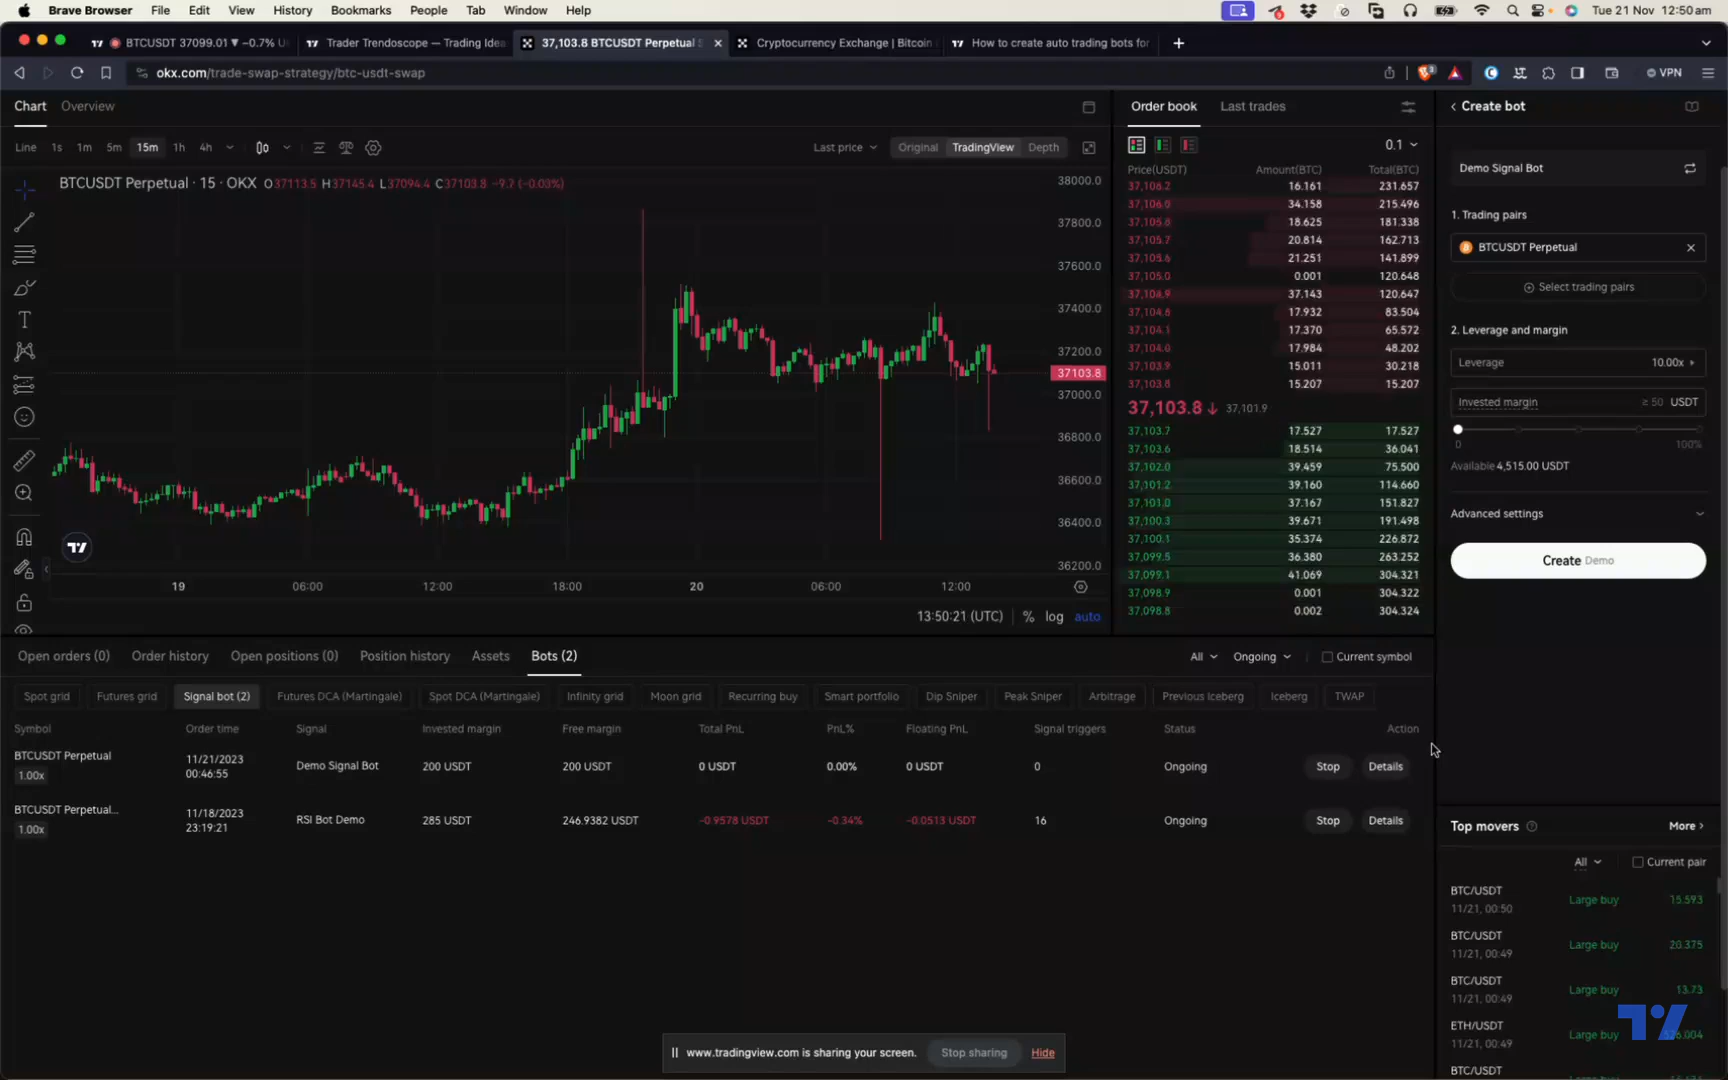 Brave Browser File Edit View History Bookmarks People Tab Window Help Tue 21 Nov 12:50 am
BTCUSDT 37099.01 ▼ −0.7% Trader Trendoscope — Trading Idea 37,103.8 BTCUSDT Perpetual Cryptocurrency Exchange | Bitcoin How to create auto trading bots for
okx.com/trade-swap-strategy/btc-usdt-swap VPN
Chart Overview
Line 1s 1m 5m 15m 1h 4h Last price Original TradingView Depth
BTCUSDT Perpetual · 15 · OKX O37113.5 H37145.4 L37094.4 C37103.8 −9.7 (−0.03%)
38000.0
37800.0
37600.0
37400.0
37200.0
37103.8
37000.0
36800.0
36600.0
36400.0
36200.0
19 06:00 12:00 18:00 20 06:00 12:00
13:50:21 (UTC) % log auto
Order book Last trades
0.1
Price(USDT) Amount(BTC) Total(BTC)
37,106.2 16.161 231.657
34.158 215.496
18.625 181.338
37,105.7 20.814 162.713
37,105.6 21.251 141.899
37,105.0 0.001 120.648
37,104.9 37.143 120.647
17.932 83.504
37,104.1 17.370 65.572
37,104.0 17.984 48.202
37,103.9 15.011 30.218
37,103.8 15.207 15.207
37,103.8 ↓ 37,101.9
37,103.7 17.527 17.527
37,103.6 18.514 36.041
37,102.0 39.459 75.500
37,101.2 39.160 114.660
37,101.0 37.167 151.827
37,100.3 39.671 191.498
37,100.1 35.374 226.872
37,099.5 36.380 263.252
37,099.1 41.069 304.321
37,098.9 0.001 304.322
37,098.8 0.002 304.324
Create bot
Demo Signal Bot
1. Trading pairs
BTCUSDT Perpetual
Select trading pairs
2. Leverage and margin
Leverage 10.00x
Invested margin ≥ 50 USDT
0 100%
Available 4,515.00 USDT
Advanced settings
Create Demo
Open orders (0) Order history Open positions (0) Position history Assets Bots (2) All Ongoing Current symbol
Spot grid Futures grid Signal bot (2) Futures DCA (Martingale) Spot DCA (Martingale) Infinity grid Moon grid Recurring buy Smart portfolio Dip Sniper Peak Sniper Arbitrage Previous Iceberg Iceberg TWAP
Symbol Order time Signal Invested margin Free margin Total PnL PnL% Floating PnL Signal triggers Status Action
BTCUSDT Perpetual 11/21/2023 Demo Signal Bot 200 USDT 200 USDT 0 USDT 0.00% 0 USDT 0 Ongoing Stop Details
1.00x 00:46:55
BTCUSDT Perpetual... 11/18/2023 RSI Bot Demo 285 USDT 246.9382 USDT -0.9578 USDT -0.34% -0.0513 USDT 16 Ongoing Stop Details
1.00x 23:19:21
Top movers More
All Current pair
BTC/USDT Large buy 15.593
11/21, 00:50
BTC/USDT Large buy 20.375
11/21, 00:49
BTC/USDT Large buy 13.73
11/21, 00:49
ETH/USDT Large buy
11/21, 00:49
BTC/USDT
www.tradingview.com is sharing your screen. Stop sharing Hide